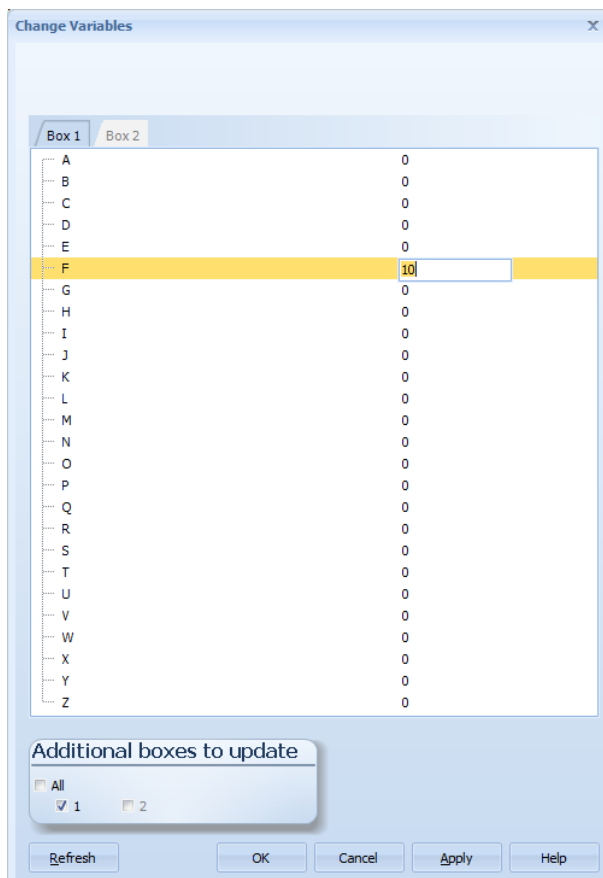 Change Variables
Box 1 Box 2
A 0
B 0
C 0
D 0
E 0
F 10
G 0
H 0
I 0
J 0
K 0
L 0
M 0
N 0
O 0
P 0
Q 0
R 0
S 0
T 0
U 0
V 0
W 0
X 0
Y 0
Z 0
Additional boxes to update
All
1 2
Refresh OK Cancel Apply Help